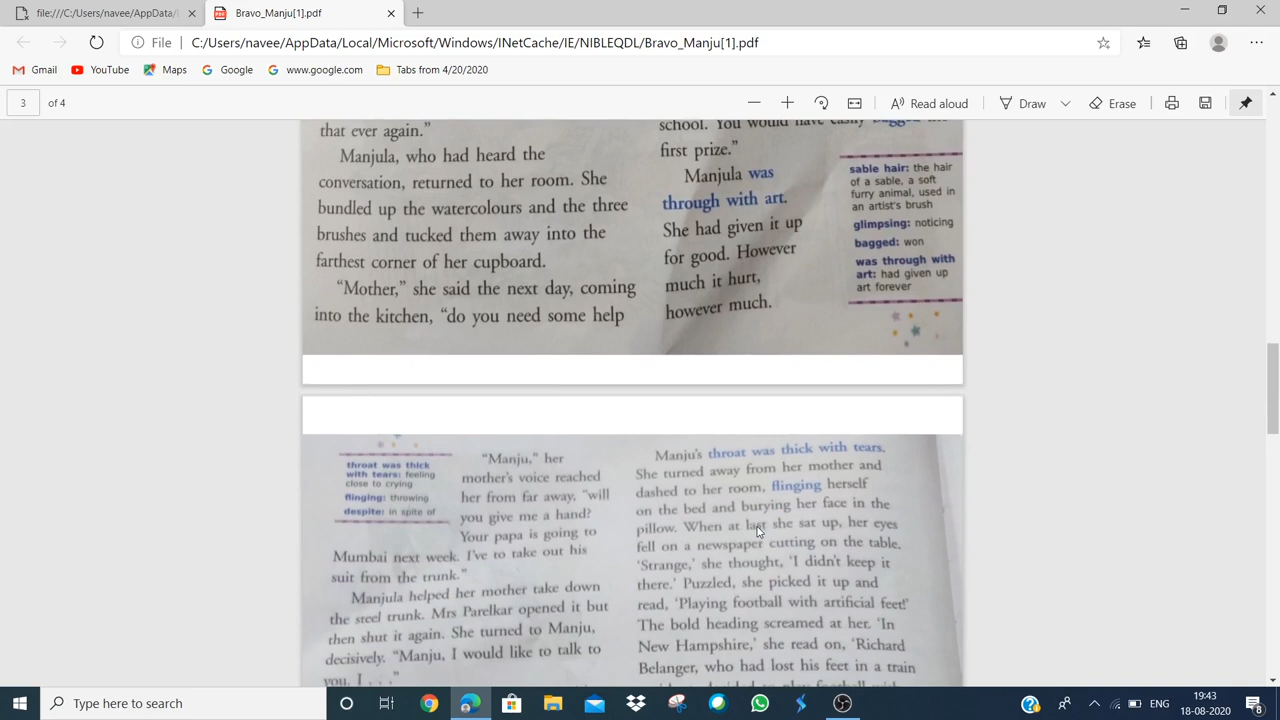 file:///C:/Users/navee/AppData/L
Bravo_Manju[1].pdf
File
C:/Users/navee/AppData/Local/Microsoft/Windows/INetCache/IE/NIBLEQDL/Bravo_Manju[1].pdf
Gmail
YouTube
Maps
Google
www.google.com
Tabs from 4/20/2020
3 of 4
Read aloud
Draw
Erase
that ever again."
Manjula, who had heard the
conversation, returned to her room. She
bundled up the watercolours and the three
brushes and tucked them away into the
farthest corner of her cupboard.
"Mother," she said the next day, coming
into the kitchen, "do you need some help
school. You would have easily bagged
first prize."
Manjula was
through with art.
She had given it up
for good. However
much it hurt,
however much.
sable hair: the hair
of a sable, a soft
furry animal, used in
an artist's brush
glimpsing: noticing
bagged: won
was through with
art: had given up
art forever
throat was thick
with tears: feeling
close to crying
flinging: throwing
despite: in spite of
"Manju," her
mother's voice reached
her from far away, "will
you give me a hand?
Your papa is going to
Mumbai next week. I've to take out his
suit from the trunk."
Manjula helped her mother take down
the steel trunk. Mrs Parelkar opened it but
then shut it again. She turned to Manju,
decisively. "Manju, I would like to talk to
you. I . . ."
Manju's throat was thick with tears.
She turned away from her mother and
dashed to her room, flinging herself
on the bed and burying her face in the
pillow. When at last she sat up, her eyes
fell on a newspaper cutting on the table.
'Strange,' she thought, 'I didn't keep it
there.' Puzzled, she picked it up and
read, 'Playing football with artificial feet!'
The bold heading screamed at her. 'In
New Hampshire,' she read on, 'Richard
Belanger, who had lost his feet in a train
Type here to search
ENG
19:43
18-08-2020
8